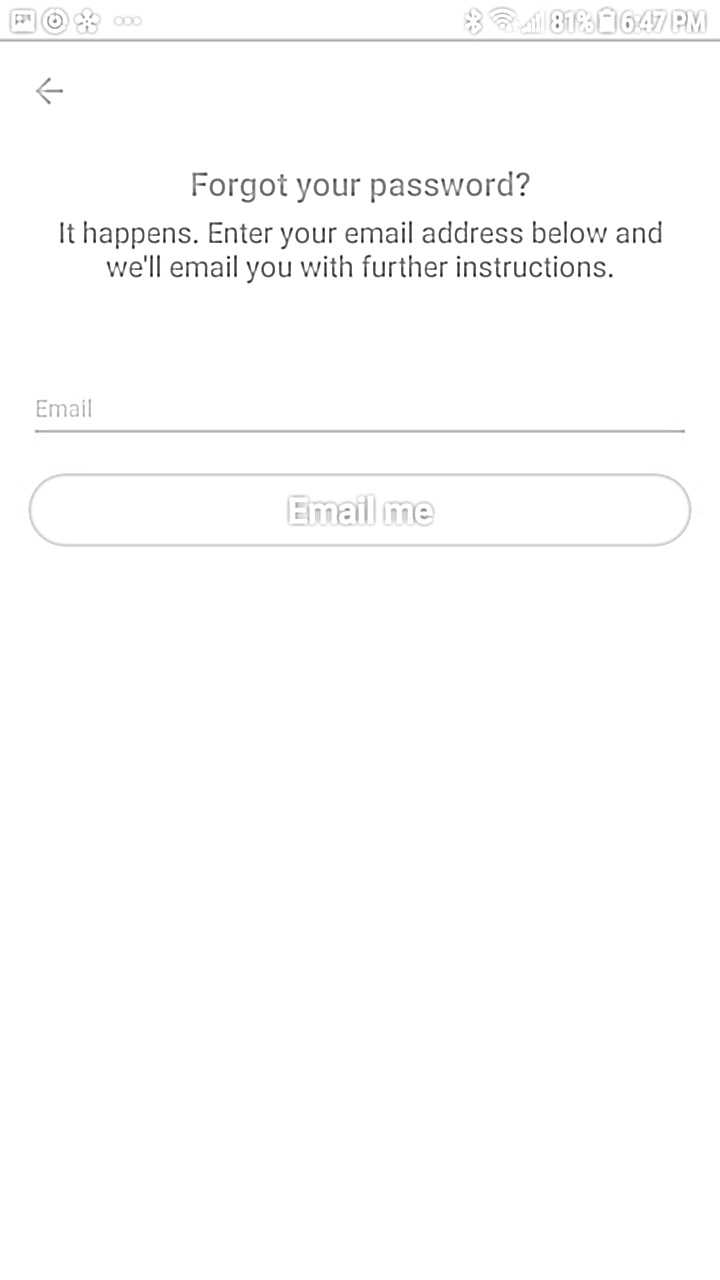 81% 6:47 PM
Forgot your password?
It happens. Enter your email address below and
we'll email you with further instructions.
Email
Email me